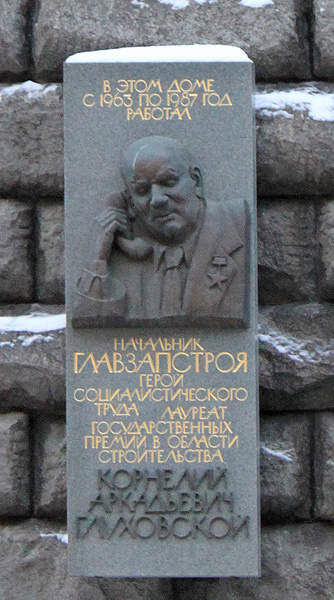 В ЭТОМ ДОМЕ
С 1963 ПО 1987 ГОД
РАБОТАЛ
НАЧАЛЬНИК
ГЛАВЗАПСТРОЯ
ГЕРОЙ
СОЦИАЛИСТИЧЕСКОГО
ТРУДА ЛАУРЕАТ
ГОСУДАРСТВЕННЫХ
ПРЕМИЙ В ОБЛАСТИ
СТРОИТЕЛЬСТВА
КОРНЕЛИЙ
АРКАДЬЕВИЧ
ГЛУХОВСКОЙ